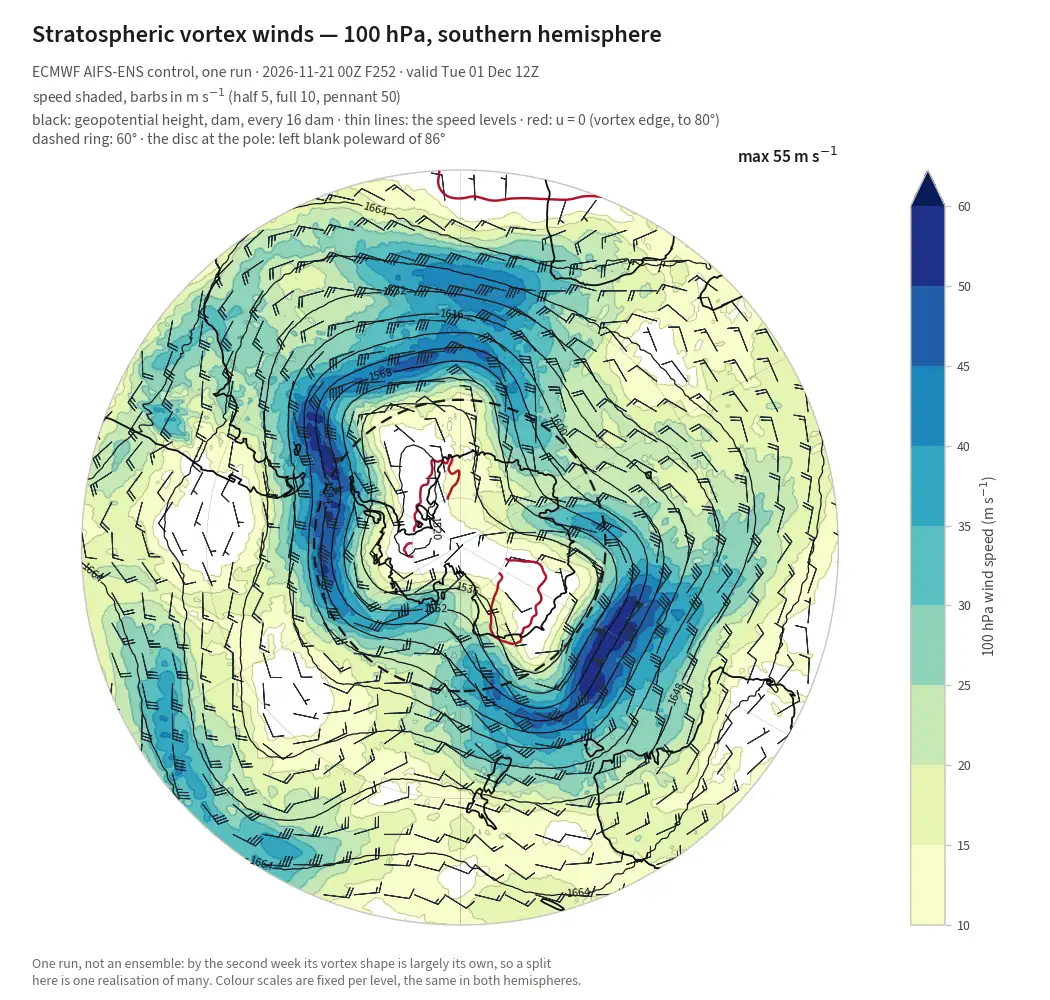 Stratospheric vortex winds — 100 hPa, southern hemisphere
ECMWF AIFS-ENS control, one run · 2026-11-21 00Z F252 · valid Tue 01 Dec 12Z
speed shaded, barbs in m s⁻¹ (half 5, full 10, pennant 50)
black: geopotential height, dam, every 16 dam · thin lines: the speed levels · red: u = 0 (vortex edge, to 80°)
dashed ring: 60° · the disc at the pole: left blank poleward of 86°
max 55 m s⁻¹
1664
1632
1616
1568
1600
1664
1552
1648
1664
1664
60
50
45
40
35
30
25
20
15
10
100 hPa wind speed (m s⁻¹)
One run, not an ensemble: by the second week its vortex shape is largely its own, so a split
here is one realisation of many. Colour scales are fixed per level, the same in both hemispheres.